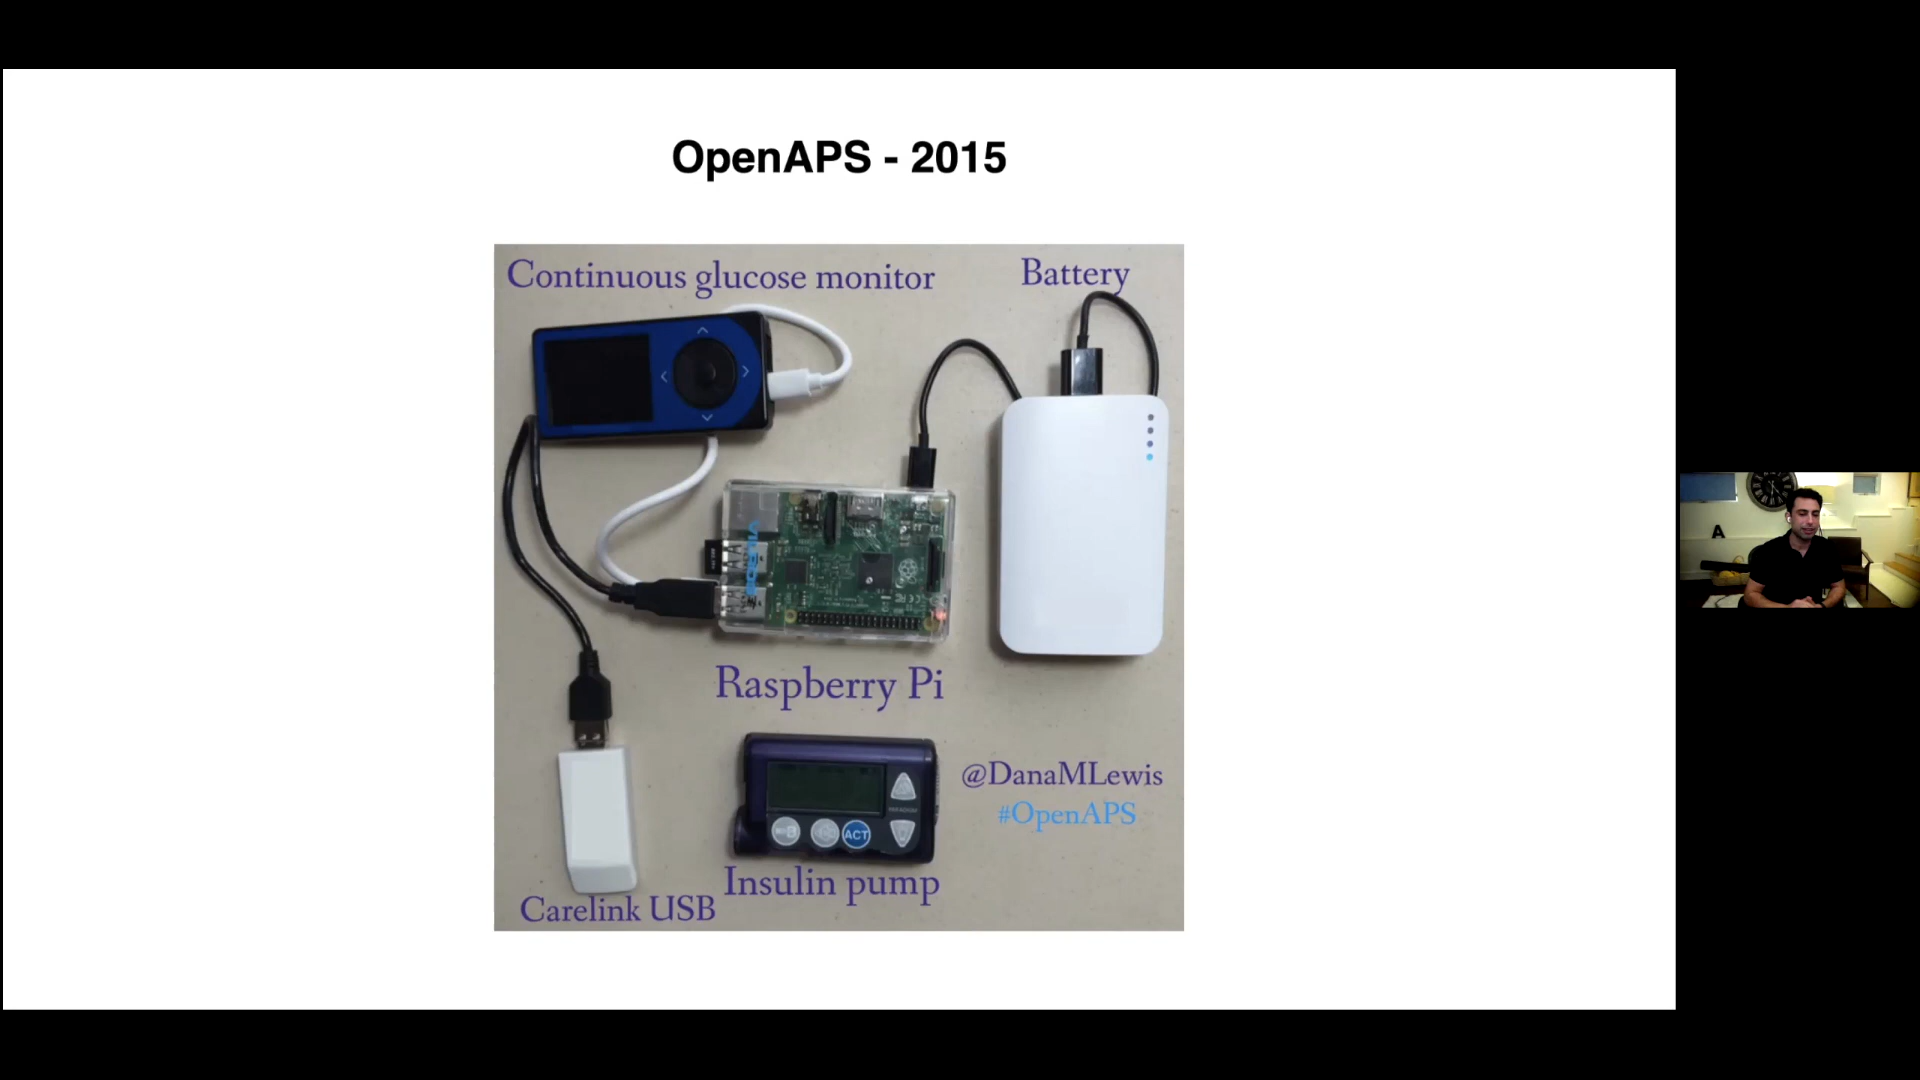 OpenAPS - 2015
Continuous glucose monitor
Battery
Raspberry Pi
@DanaMLewis
#OpenAPS
ACT
Insulin pump
Carelink USB
A